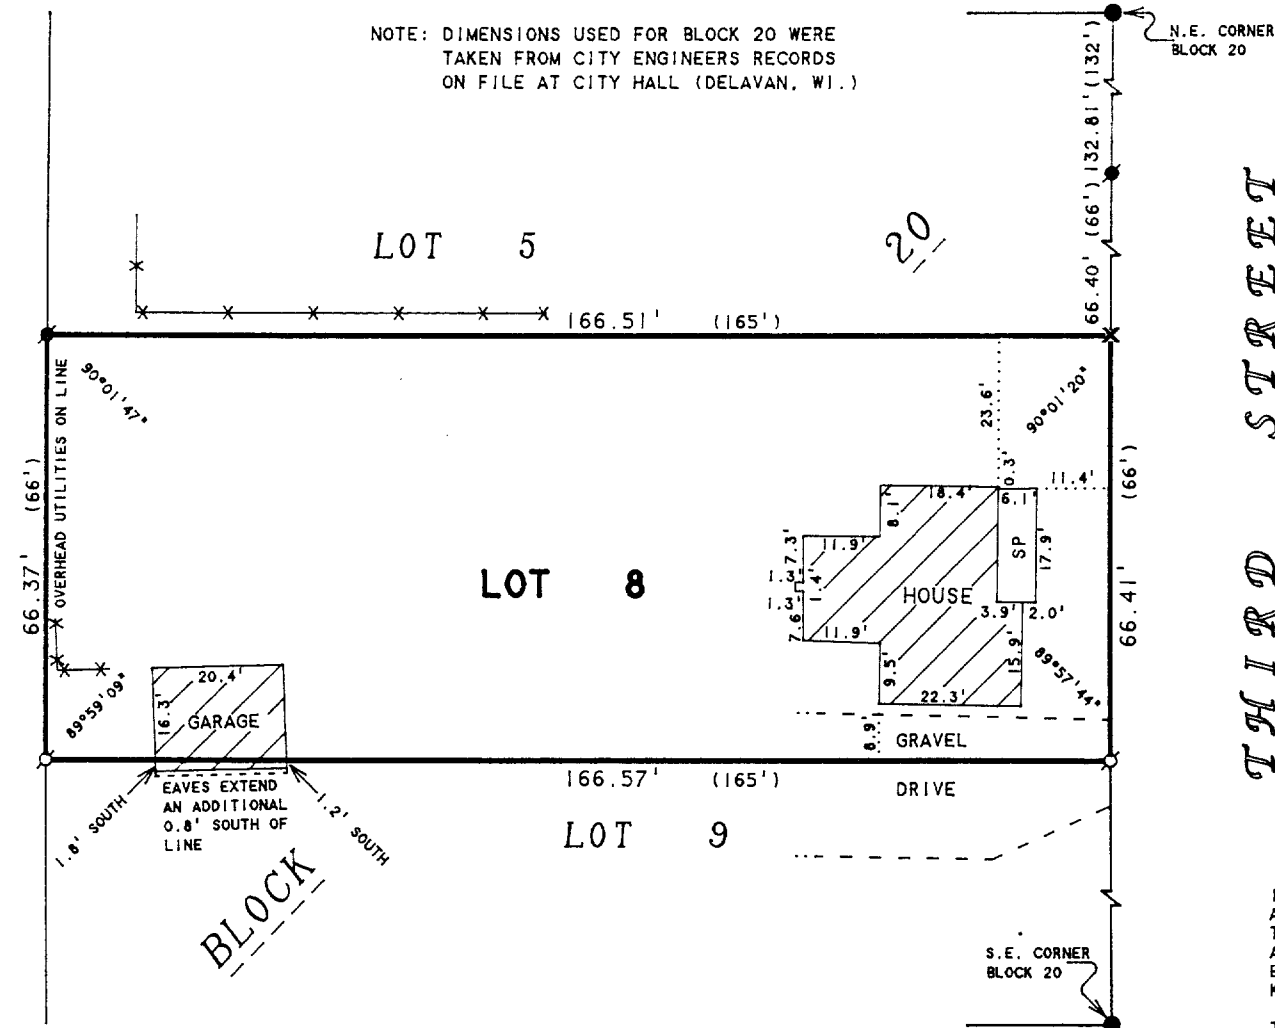 NOTE: DIMENSIONS USED FOR BLOCK 20 WERE
TAKEN FROM CITY ENGINEERS RECORDS
ON FILE AT CITY HALL (DELAVAN, WI.)
N.E. CORNER
BLOCK 20
(132')
132.81'
(66')
66.40'
LOT 5
20
166.51' (165')
THIRD STREET
90°01'47"
OVERHEAD UTILITIES ON LINE
(66')
66.37'
23.6'
90°01'20"
0.3'
11.4'
(66')
66.41'
18.4'
6.1'
8.1'
SP
17.9'
7.3'
11.9'
1.3'
1.4'
1.3'
7.6'
11.9'
HOUSE
3.9'
2.0'
9.5'
15.9'
22.3'
89°57'44"
LOT 8
20.4'
16.3'
GARAGE
89°59'09"
8.9'
GRAVEL
DRIVE
166.57' (165')
EAVES EXTEND
AN ADDITIONAL
0.8' SOUTH OF
LINE
1.8' SOUTH
1.2' SOUTH
LOT 9
BLOCK
S.E. CORNER
BLOCK 20